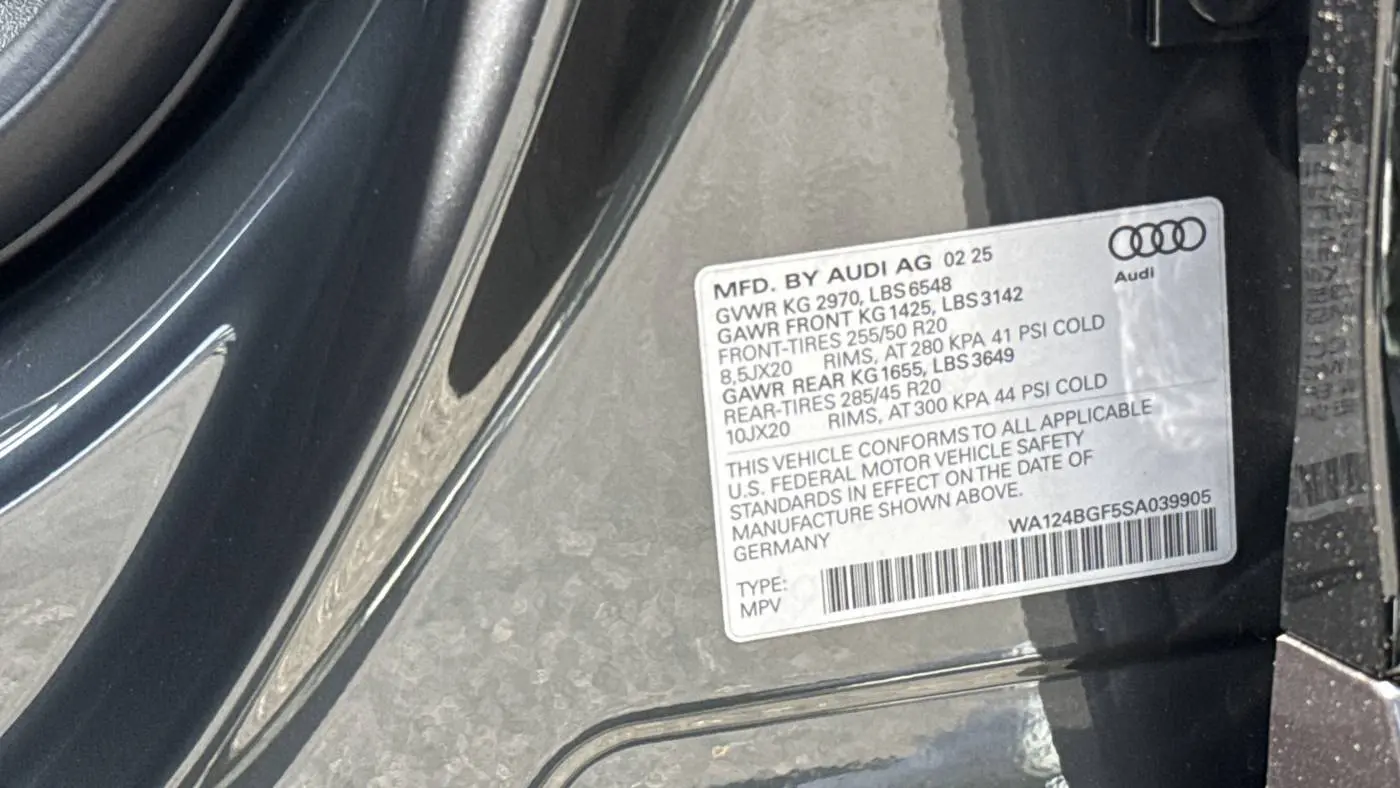 MFD. BY AUDI AG 02 25
Audi
GVWR KG 2970, LBS 6548
GAWR FRONT KG 1425, LBS 3142
FRONT-TIRES 255/50 R20
8,5JX20 RIMS, AT 280 KPA 41 PSI COLD
GAWR REAR KG 1655, LBS 3649
REAR-TIRES 285/45 R20
10JX20 RIMS, AT 300 KPA 44 PSI COLD
THIS VEHICLE CONFORMS TO ALL APPLICABLE
U.S. FEDERAL MOTOR VEHICLE SAFETY
STANDARDS IN EFFECT ON THE DATE OF
MANUFACTURE SHOWN ABOVE.
GERMANY
WA124BGF5SA039905
TYPE:
MPV